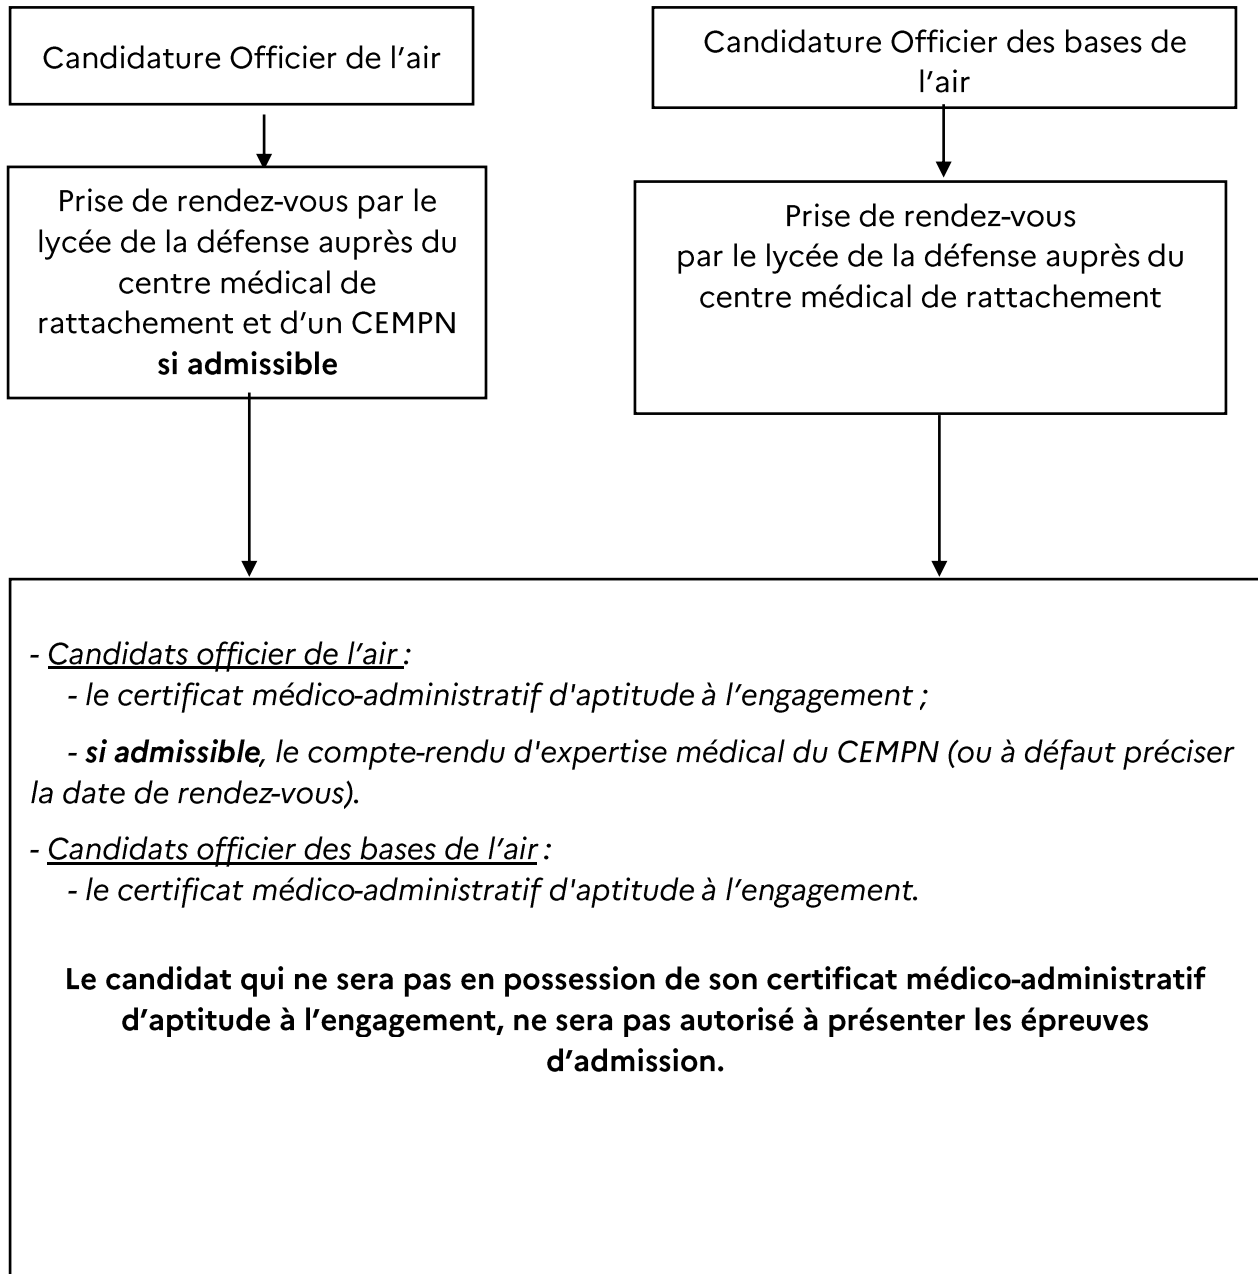 Candidature Officier de l’air
Candidature Officier des bases de
l’air
Prise de rendez-vous par le
lycée de la défense auprès du
centre médical de
rattachement et d’un CEMPN
si admissible
Prise de rendez-vous
par le lycée de la défense auprès du
centre médical de rattachement
- Candidats officier de l’air :
- le certificat médico-administratif d'aptitude à l’engagement ;
- si admissible, le compte-rendu d'expertise médical du CEMPN (ou à défaut préciser
la date de rendez-vous).
- Candidats officier des bases de l’air :
- le certificat médico-administratif d'aptitude à l’engagement.
Le candidat qui ne sera pas en possession de son certificat médico-administratif
d’aptitude à l’engagement, ne sera pas autorisé à présenter les épreuves
d’admission.